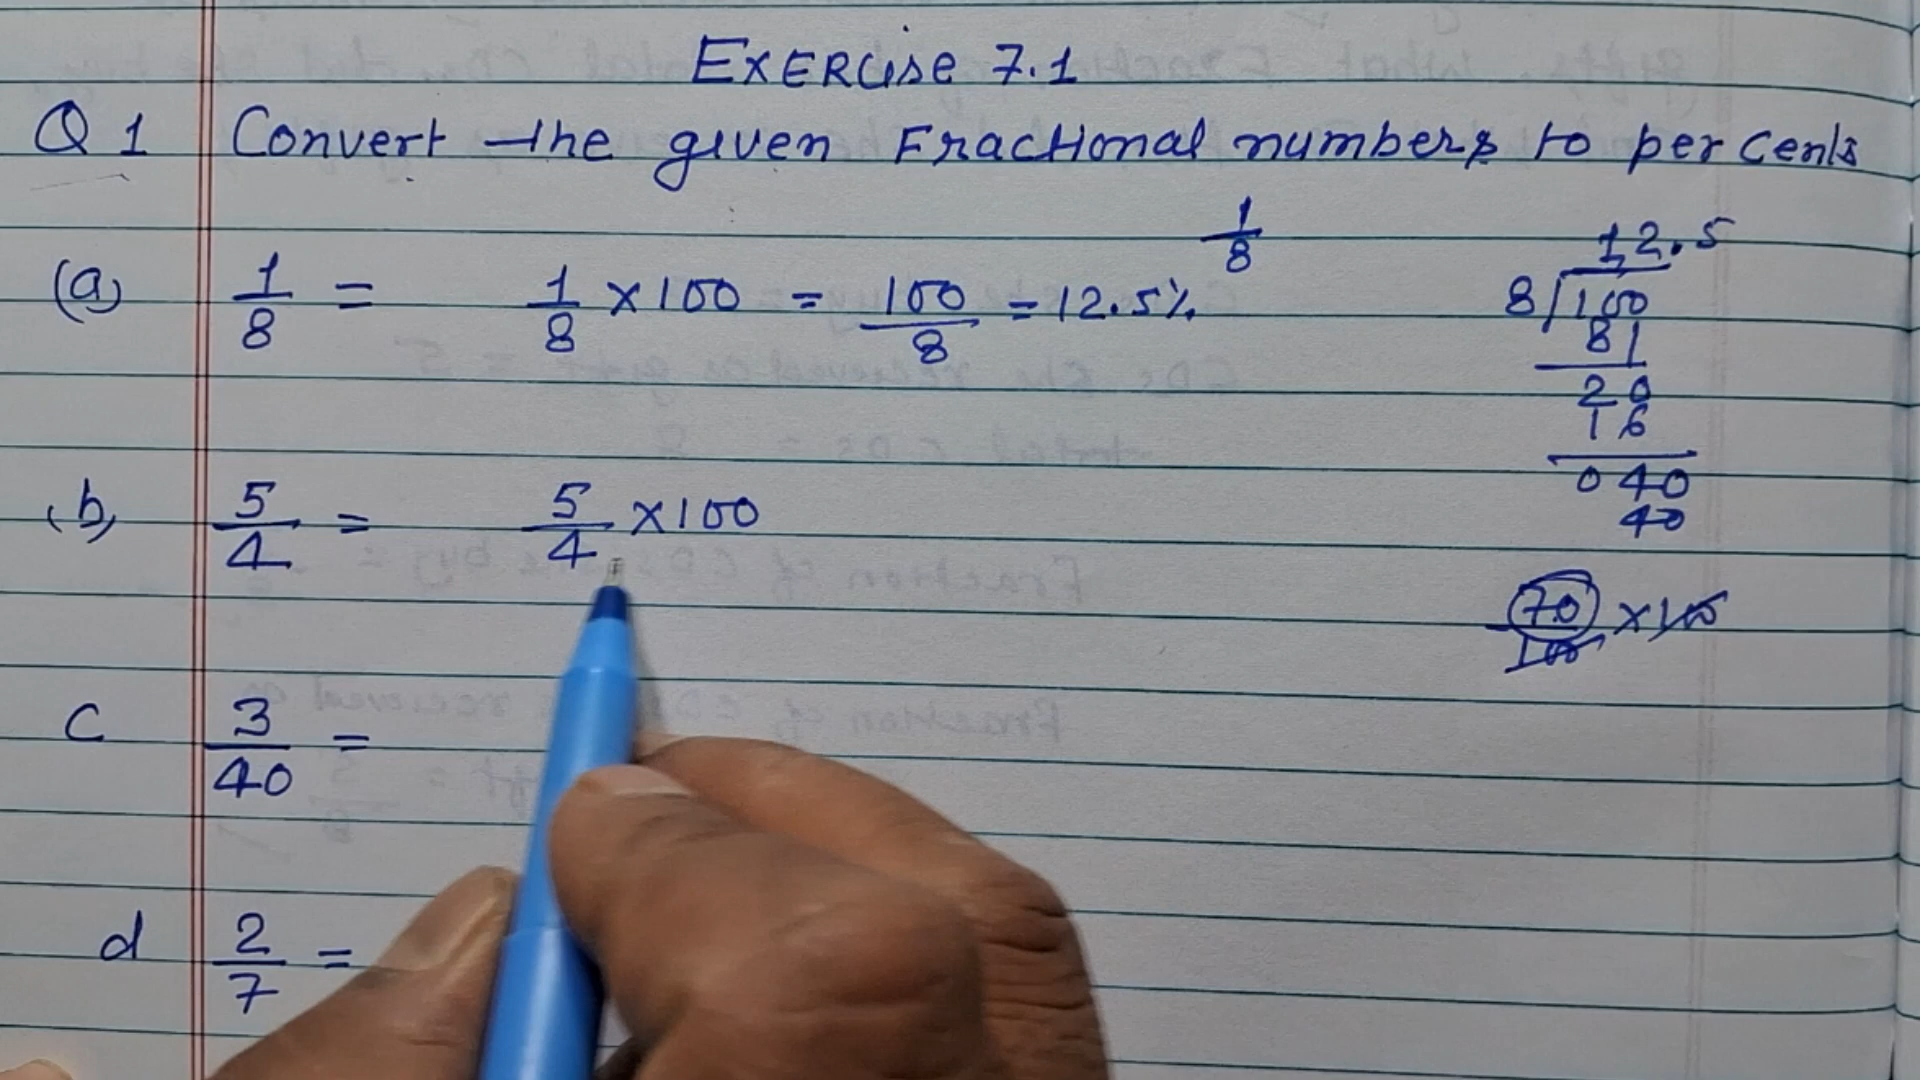 Exercise 7.1
Q 1 Convert the given Fractional numbers to per cents
(a) 1/8 = 1/8 × 100 = 100/8 = 12.5%
1/8
12.5
8 100
8
20
16
0 40
40
(b) 5/4 = 5/4 × 100
70/100 × 100
c 3/40 =
d 2/7 =